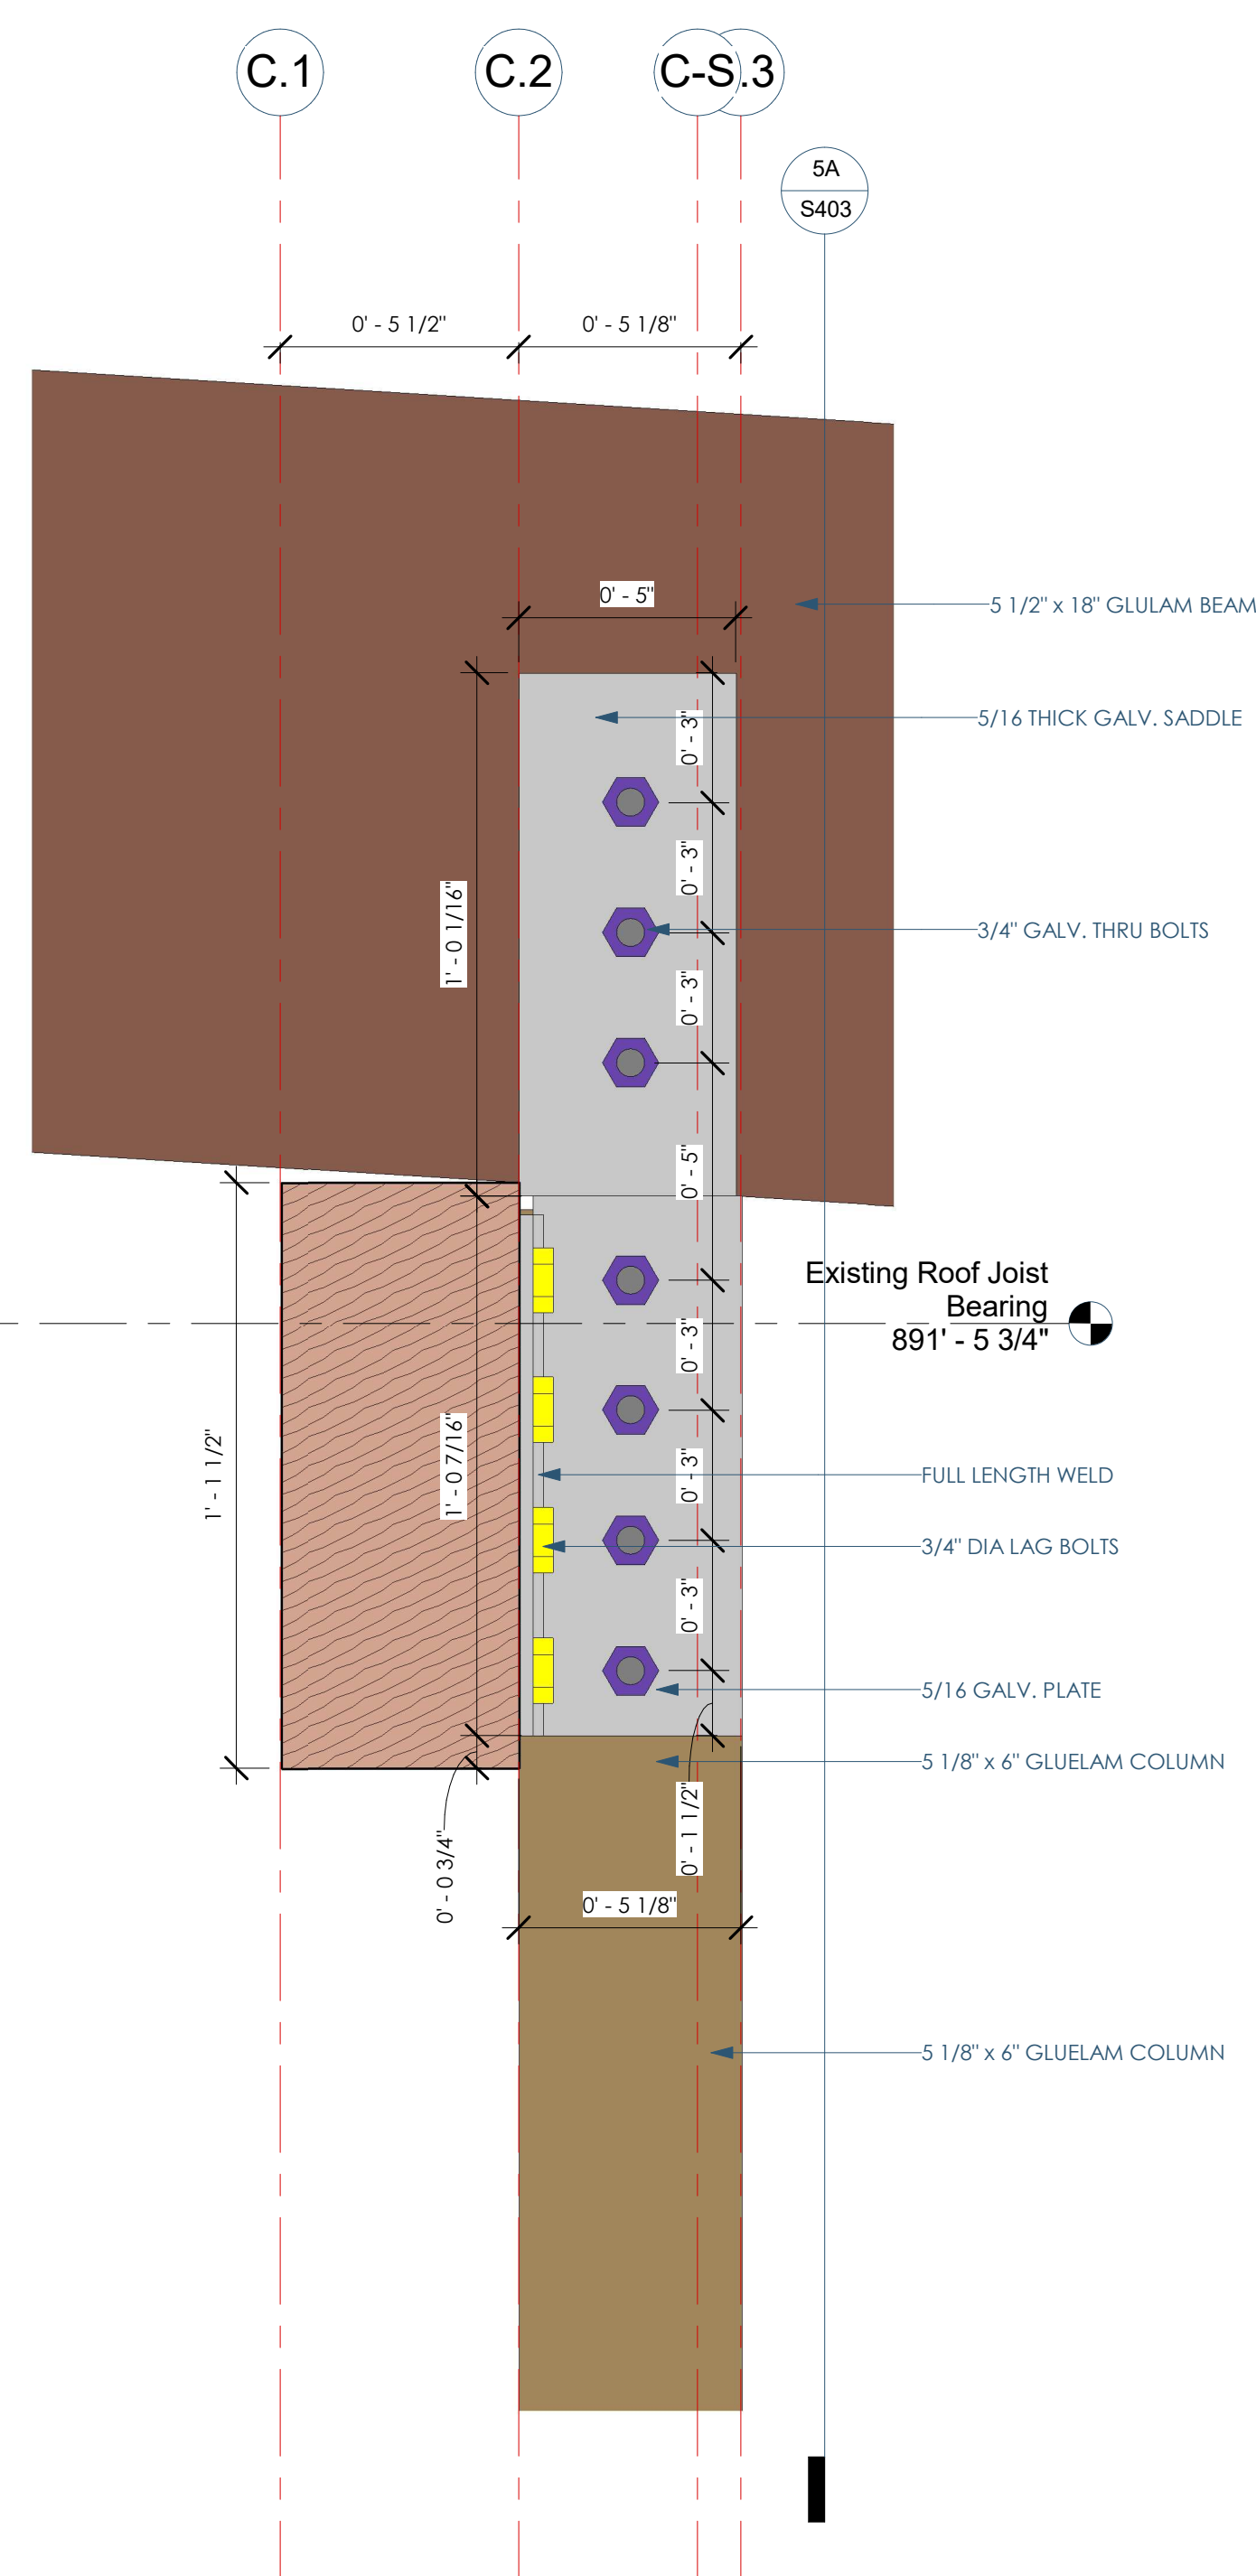 C.1
C.2
C-S
.3
5A
S403
0' - 5 1/2"
0' - 5 1/8"
0' - 5"
5 1/2" x 18" GLULAM BEAM
5/16 THICK GALV. SADDLE
0' - 3"
0' - 3"
1' - 0 1/16"
3/4" GALV. THRU BOLTS
0' - 3"
0' - 5"
Existing Roof Joist
Bearing
891' - 5 3/4"
0' - 3"
1' - 1 1/2"
1' - 0 7/16"
0' - 3"
FULL LENGTH WELD
3/4" DIA LAG BOLTS
0' - 3"
5/16 GALV. PLATE
5 1/8" x 6" GLUELAM COLUMN
0' - 1 1/2"
0' - 0 3/4"
0' - 5 1/8"
5 1/8" x 6" GLUELAM COLUMN